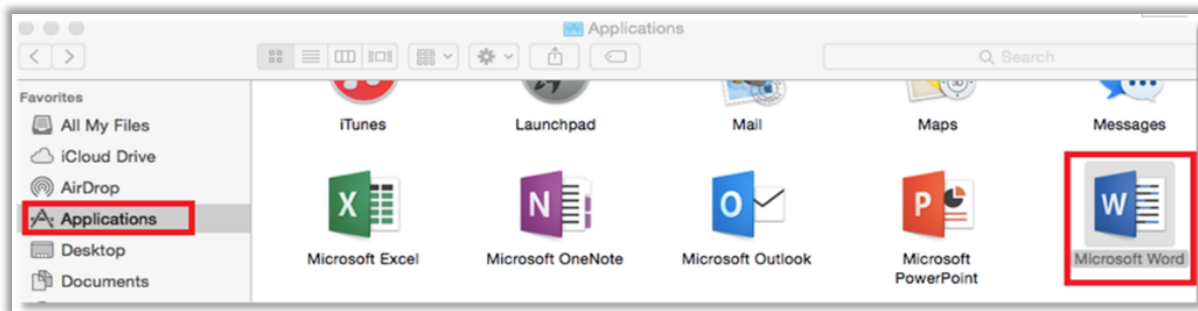 Applications
Search
Favorites
All My Files
iCloud Drive
AirDrop
Applications
Desktop
Documents
iTunes
Launchpad
Mail
Maps
Messages
X
N
O
P
W
Microsoft Excel
Microsoft OneNote
Microsoft Outlook
Microsoft
PowerPoint
Microsoft Word